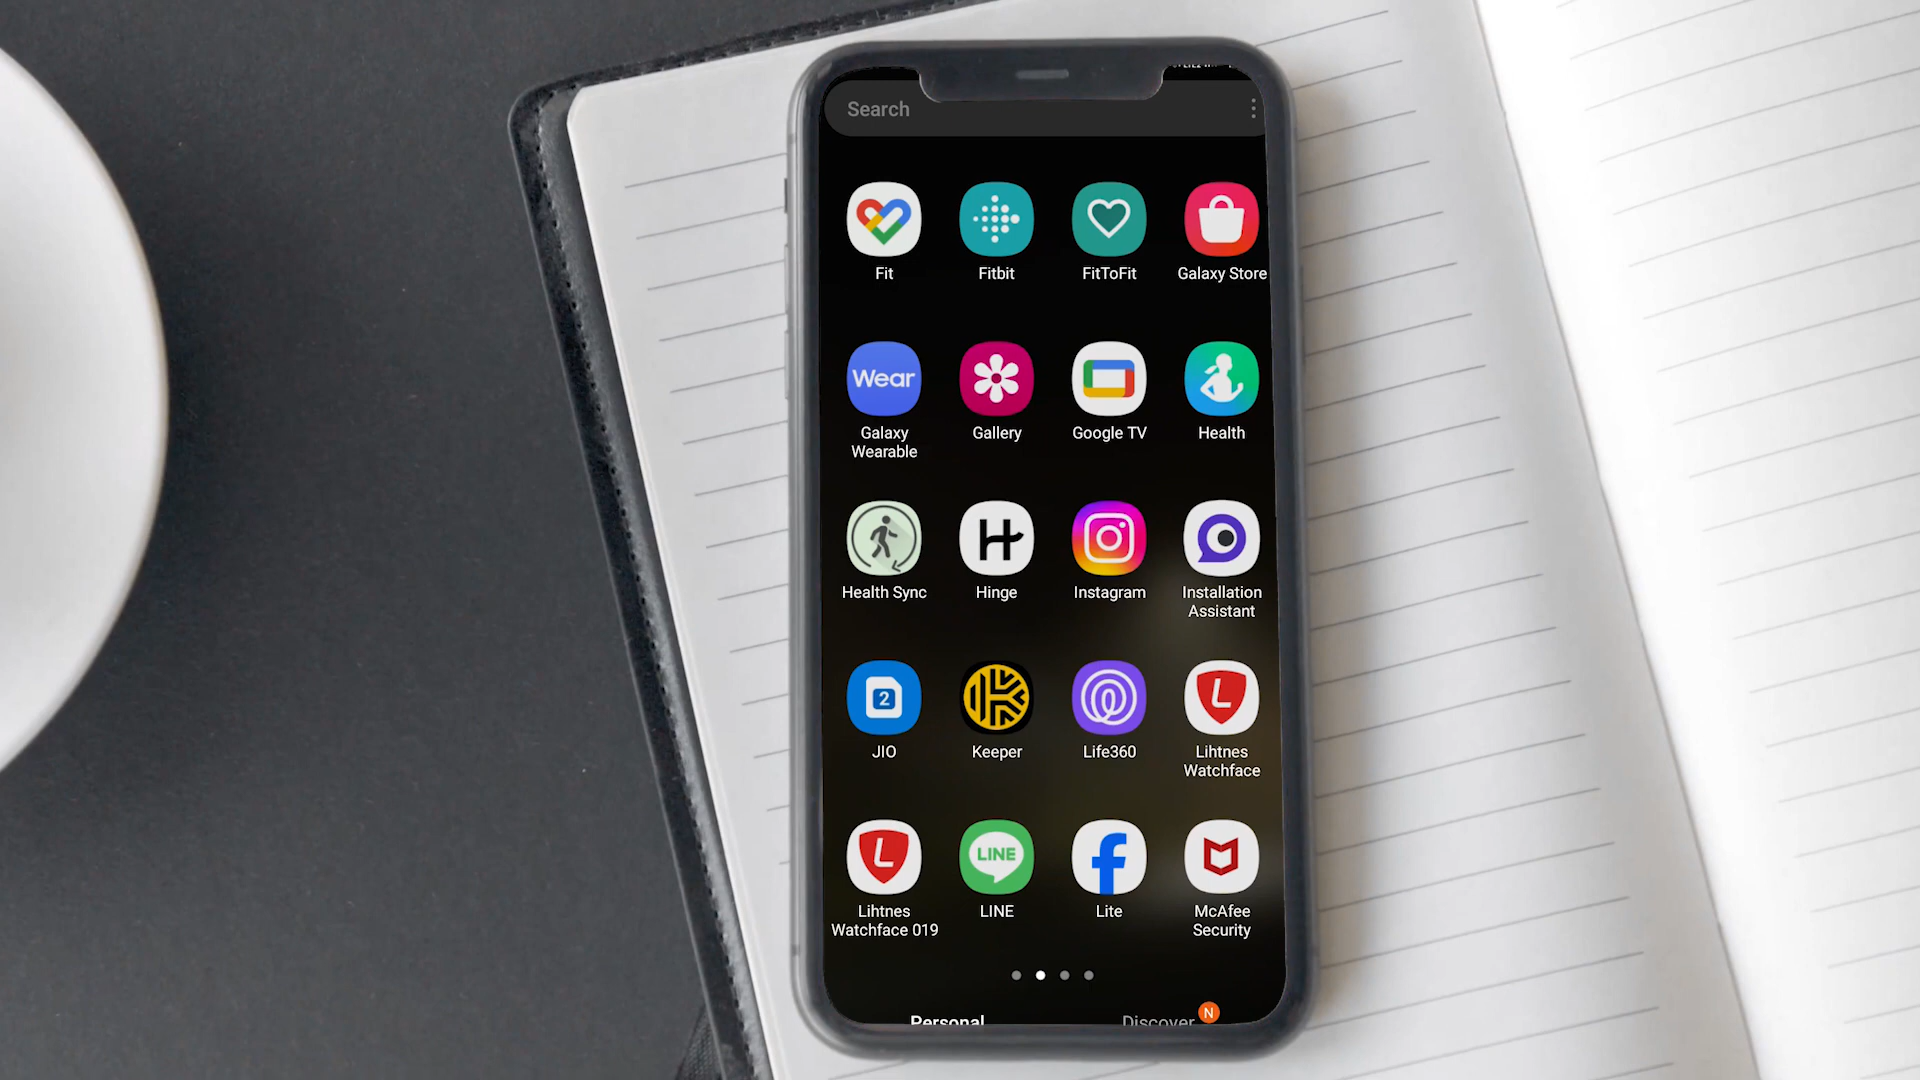 Search
Fit
Fitbit
FitToFit
Galaxy Store
Wear
Galaxy
Wearable
Gallery
Google TV
Health
Health Sync
H
Hinge
Instagram
Installation
Assistant
2
JIO
Keeper
Life360
L
Lihtnes
Watchface
L
Lihtnes
Watchface 019
LINE
LINE
Lite
McAfee
Security
Personal
Discover
N